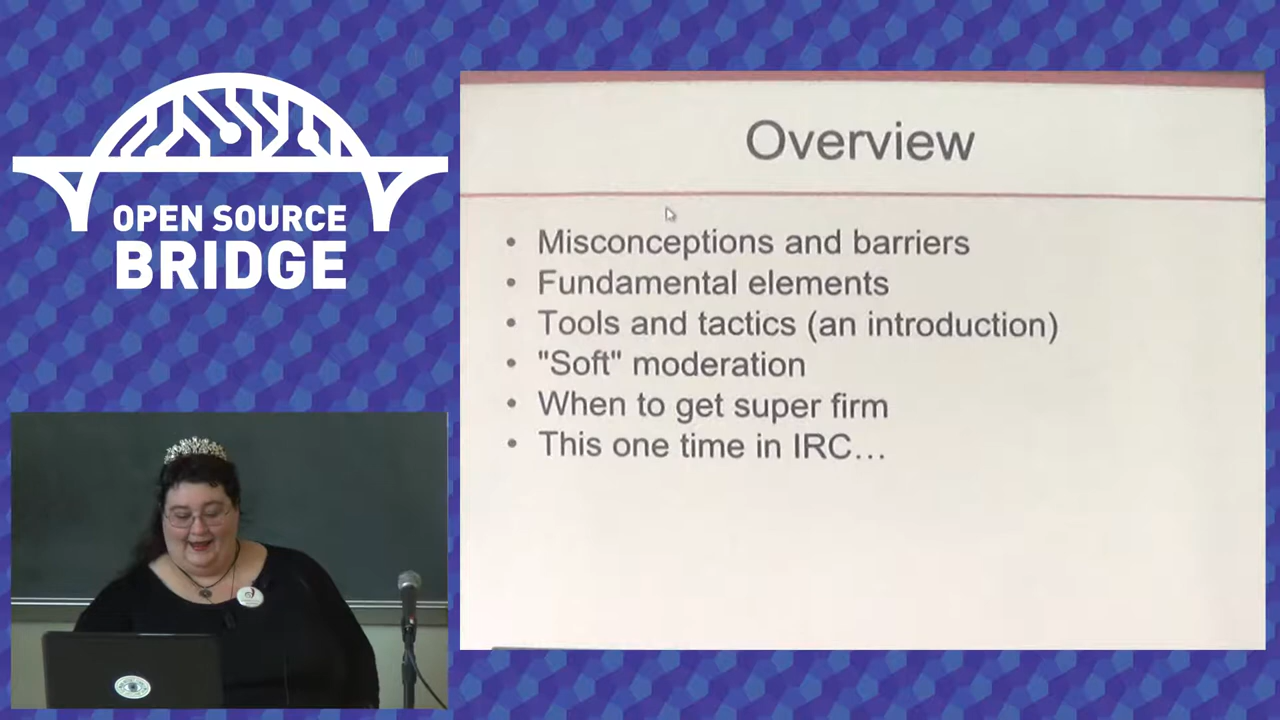 OPEN SOURCE
BRIDGE
Overview
• Misconceptions and barriers
• Fundamental elements
• Tools and tactics (an introduction)
• "Soft" moderation
• When to get super firm
• This one time in IRC…